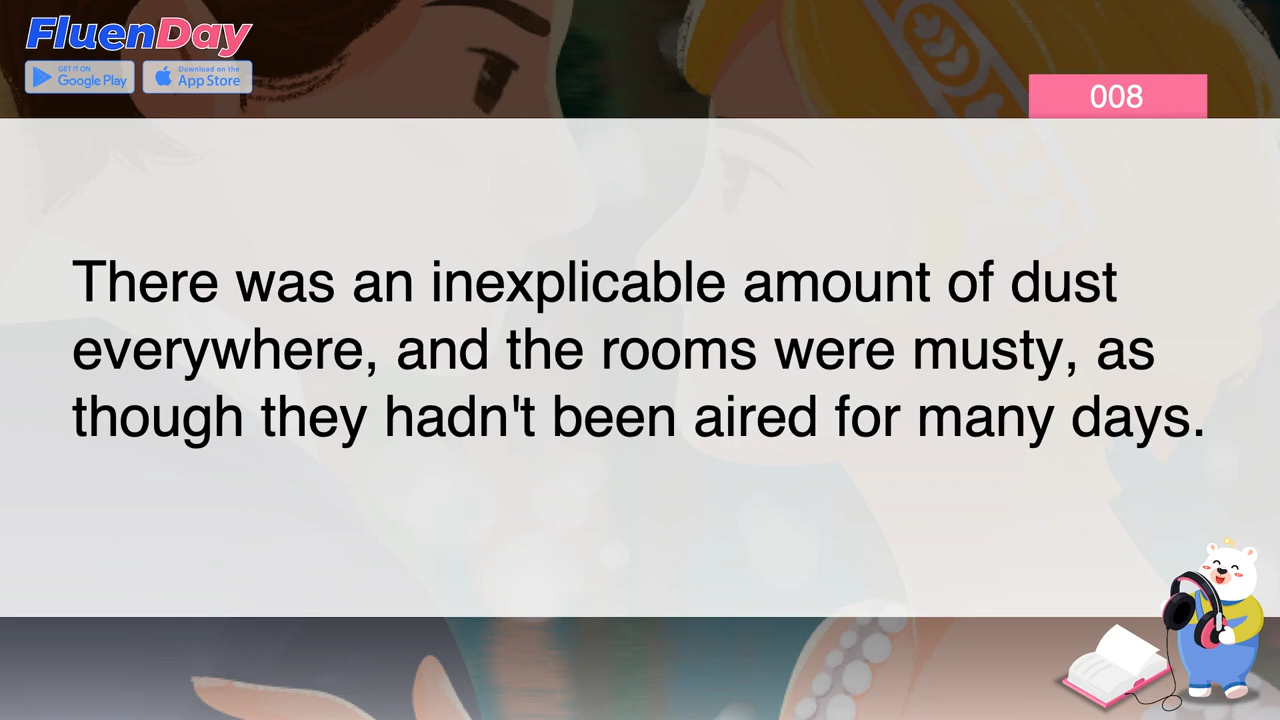 FluenDay
GET IT ON
Google Play
Download on the
App Store
008
There was an inexplicable amount of dust
everywhere, and the rooms were musty, as
though they hadn't been aired for many days.